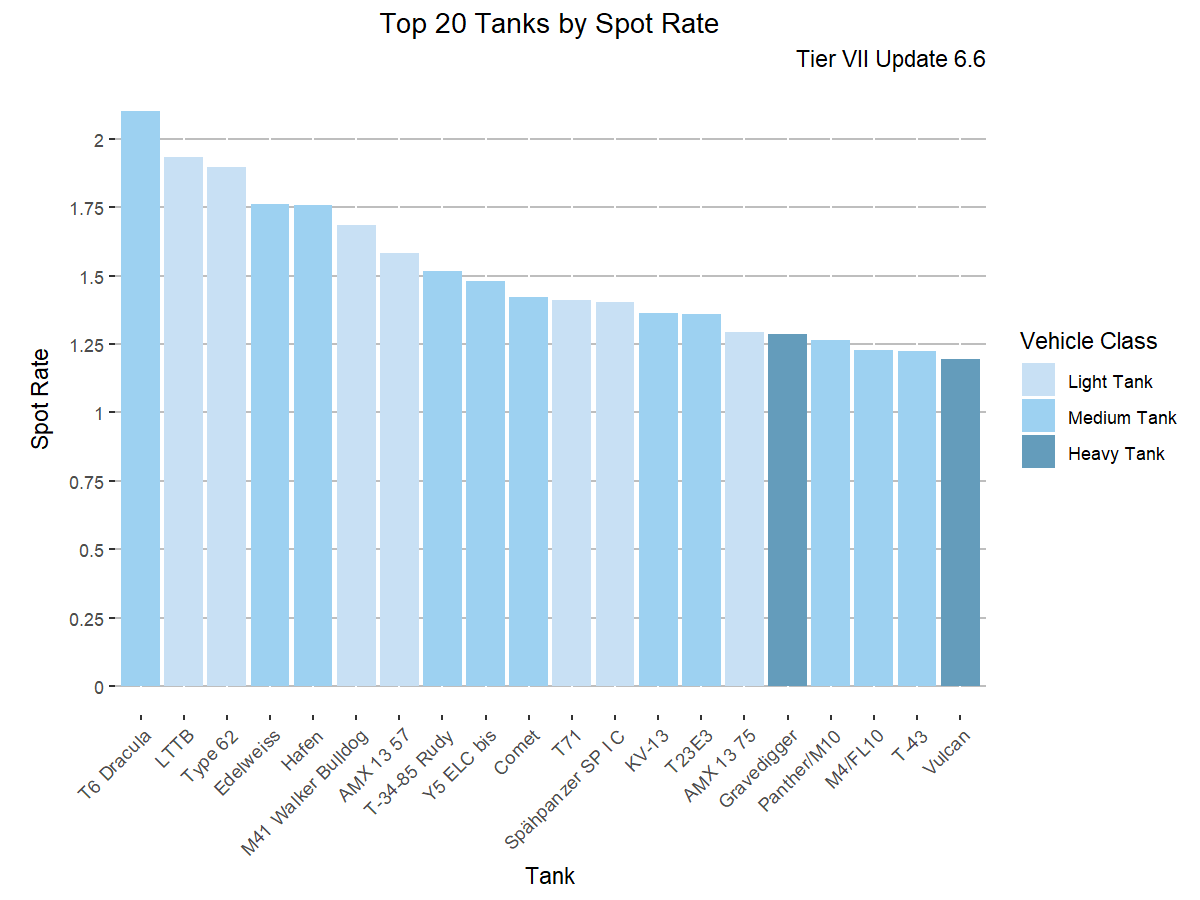 Top 20 Tanks by Spot Rate
Tier VII Update 6.6
Spot Rate
2
1.75
1.5
1.25
1
0.75
0.5
0.25
0
T6 Dracula
LTTB
Type 62
Edelweiss
Hafen
M41 Walker Bulldog
AMX 13 57
T-34-85 Rudy
Y5 ELC bis
Comet
T71
Spähpanzer SP I C
KV-13
T23E3
AMX 13 75
Gravedigger
Panther/M10
M4/FL10
T-43
Vulcan
Tank
Vehicle Class
Light Tank
Medium Tank
Heavy Tank